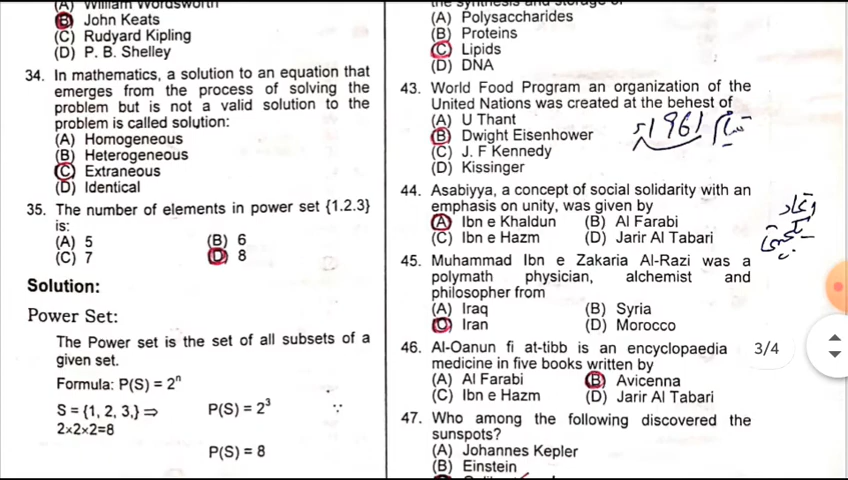 (A) William Wordsworth
(B) John Keats
(C) Rudyard Kipling
(D) P. B. Shelley
34. In mathematics, a solution to an equation that
emerges from the process of solving the
problem but is not a valid solution to the
problem is called solution:
(A) Homogeneous
(B) Heterogeneous
(C) Extraneous
(D) Identical
35. The number of elements in power set {1.2.3}
is:
(A) 5 (B) 6
(C) 7 (D) 8
Solution:
Power Set:
The Power set is the set of all subsets of a
given set.
Formula: P(S) = 2ⁿ
S = {1, 2, 3,} ⇒ P(S) = 2³ ∵
2×2×2=8
P(S) = 8
the synthesis and storage of
(A) Polysaccharides
(B) Proteins
(C) Lipids
(D) DNA
43. World Food Program an organization of the
United Nations was created at the behest of
(A) U Thant
(B) Dwight Eisenhower
(C) J. F Kennedy
(D) Kissinger
قیام 1961
44. Asabiyya, a concept of social solidarity with an
emphasis on unity, was given by
(A) Ibn e Khaldun (B) Al Farabi
(C) Ibn e Hazm (D) Jarir Al Tabari
اتحاد
45. Muhammad Ibn e Zakaria Al-Razi was a
polymath physician, alchemist and
philosopher from
(A) Iraq (B) Syria
(C) Iran (D) Morocco
46. Al-Oanun fi at-tibb is an encyclopaedia
medicine in five books written by
(A) Al Farabi (B) Avicenna
(C) Ibn e Hazm (D) Jarir Al Tabari
47. Who among the following discovered the
sunspots?
(A) Johannes Kepler
(B) Einstein
3/4